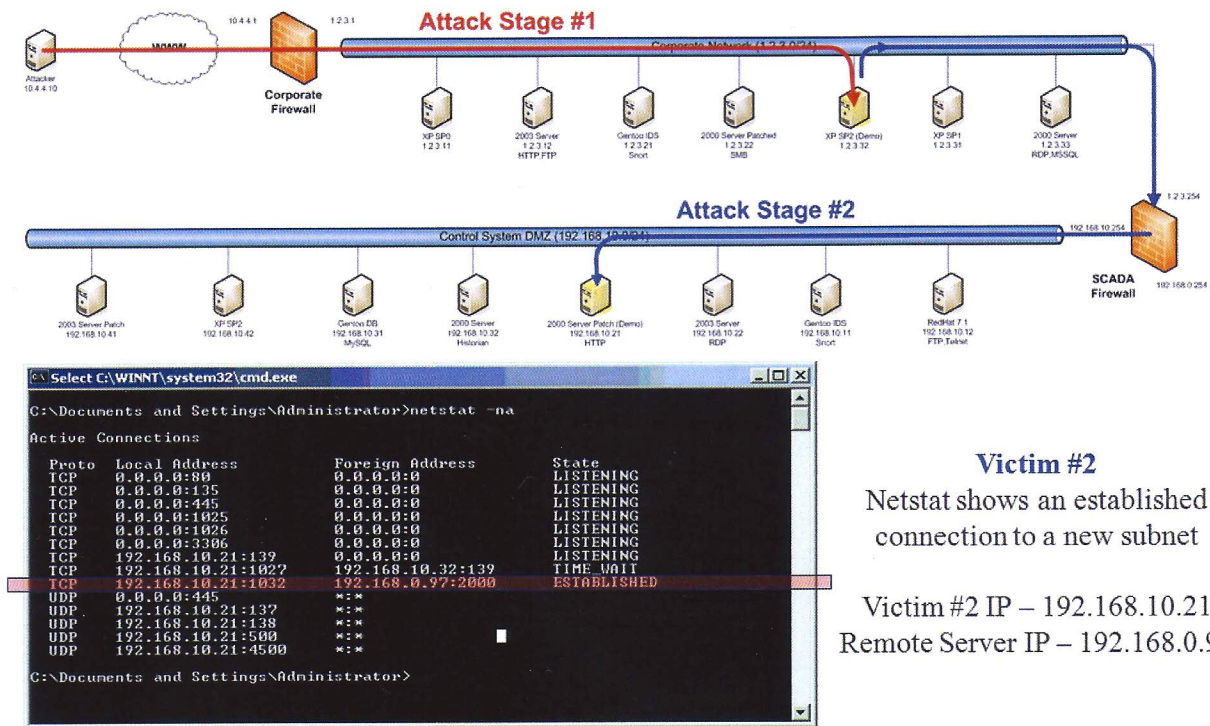 Attack Stage #1
10.4.4.1
1.2.3.1
WWW
Corporate Network (1.2.3.0/24)
Attacker
10.4.4.10
Corporate
Firewall
XP SP0
1.2.3.11
2003 Server
1.2.3.12
HTTP,FTP
Gentoo IDS
1.2.3.21
Snort
2000 Server Patched
1.2.3.22
SMB
XP SP2 (Demo)
1.2.3.32
XP SP1
1.2.3.31
2000 Server
1.2.3.33
RDP,MSSQL
1.2.3.254
Attack Stage #2
Control System DMZ (192.168.10.0/24)
192.168.10.254
SCADA
Firewall
192.168.0.254
2003 Server Patch
192.168.10.41
XP SP2
192.168.10.42
Gentoo DB
192.168.10.31
MySQL
2000 Server
192.168.10.32
Historian
2000 Server Patch (Demo)
192.168.10.21
HTTP
2003 Server
192.168.10.22
RDP
Gentoo IDS
192.168.10.11
Snort
RedHat 7.1
192.168.10.12
FTP,Telnet
Select C:\WINNT\system32\cmd.exe
C:\Documents and Settings\Administrator>netstat -na
Active Connections
Proto Local Address Foreign Address State
TCP 0.0.0.0:80 0.0.0.0:0 LISTENING
TCP 0.0.0.0:135 0.0.0.0:0 LISTENING
TCP 0.0.0.0:445 0.0.0.0:0 LISTENING
TCP 0.0.0.0:1025 0.0.0.0:0 LISTENING
TCP 0.0.0.0:1026 0.0.0.0:0 LISTENING
TCP 0.0.0.0:3306 0.0.0.0:0 LISTENING
TCP 192.168.10.21:139 0.0.0.0:0 LISTENING
TCP 192.168.10.21:1027 192.168.10.32:139 TIME_WAIT
TCP 192.168.10.21:1032 192.168.0.97:2000 ESTABLISHED
UDP 0.0.0.0:445 *:*
UDP 192.168.10.21:137 *:*
UDP 192.168.10.21:138 *:*
UDP 192.168.10.21:500 *:*
UDP 192.168.10.21:4500 *:*
C:\Documents and Settings\Administrator>
Victim #2
Netstat shows an established
connection to a new subnet
Victim #2 IP – 192.168.10.21
Remote Server IP – 192.168.0.9